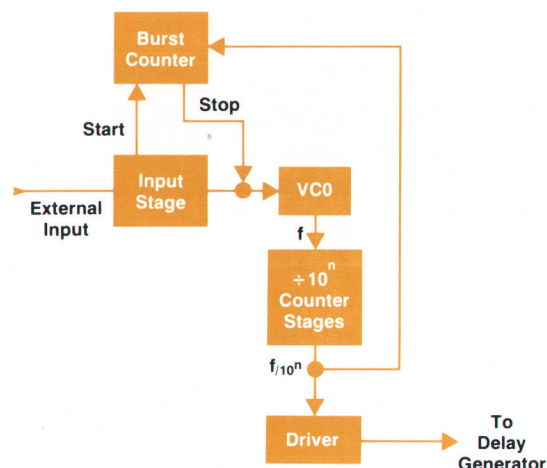 Burst
Counter
Stop
Start
Input
Stage
VC0
External
Input
f
÷10ⁿ
Counter
Stages
f/10ⁿ
Driver
To
Delay
Generator